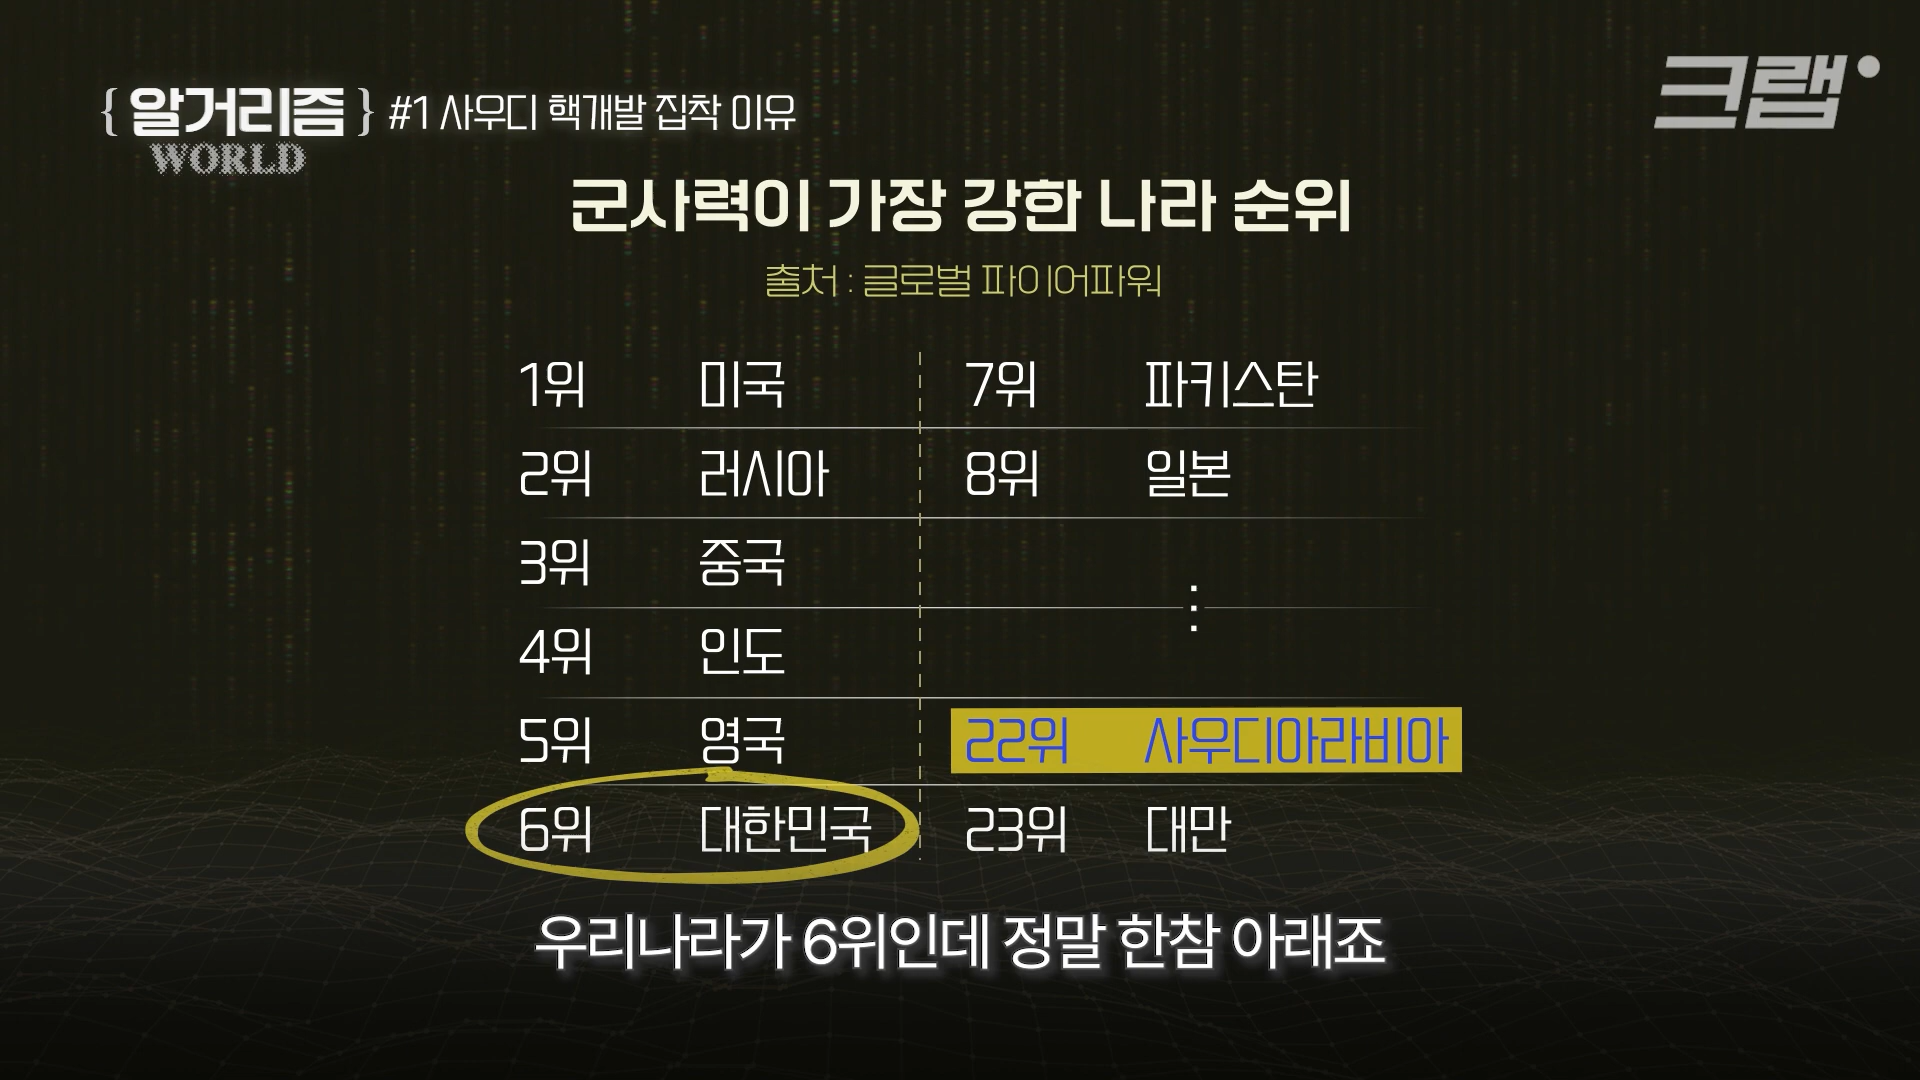 { 알거리즘 } #1 사우디 핵개발 집착 이유
WORLD
크랩
군사력이 가장 강한 나라 순위
출처 : 글로벌 파이어파워
1위 미국
2위 러시아
3위 중국
4위 인도
5위 영국
6위 대한민국
7위 파키스탄
8위 일본
⋮
22위 사우디아라비아
23위 대만
우리나라가 6위인데 정말 한참 아래죠